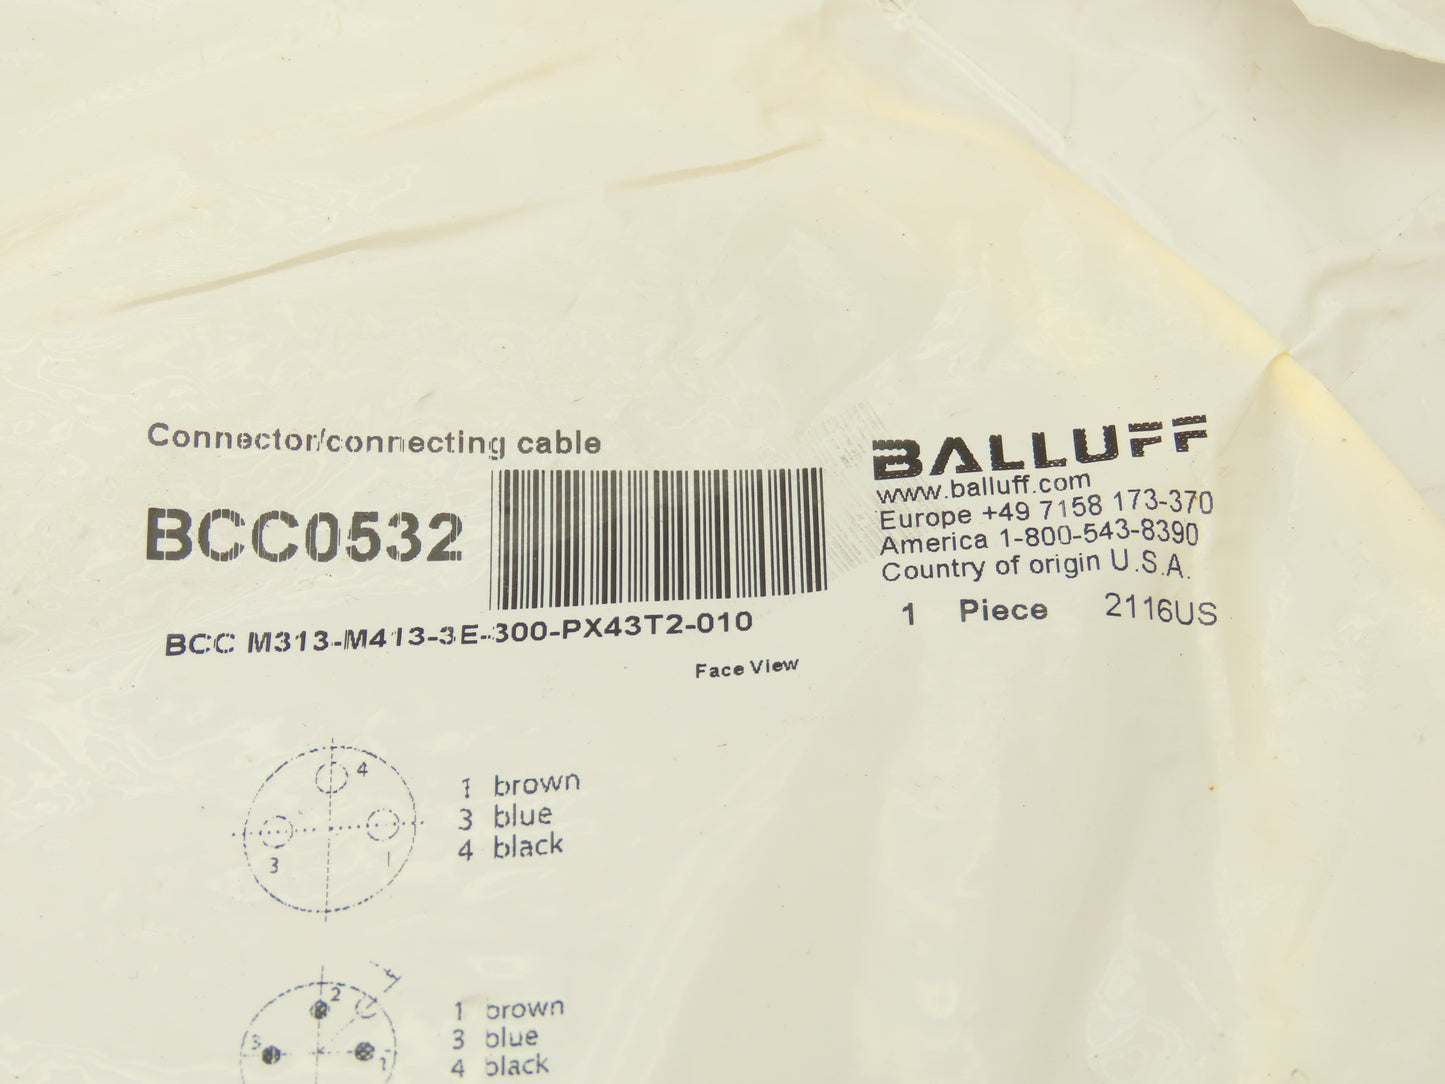 Connector/connecting cable
BCC0532
BCC M313-M413-3E-300-PX43T2-010
BALLUFF
www.balluff.com
Europe +49 7158 173-370
America 1-800-543-8390
Country of origin U.S.A.
1 Piece 2116US
Face View
4
3 1
1 brown
3 blue
4 black
2
3 1
1 brown
3 blue
4 black